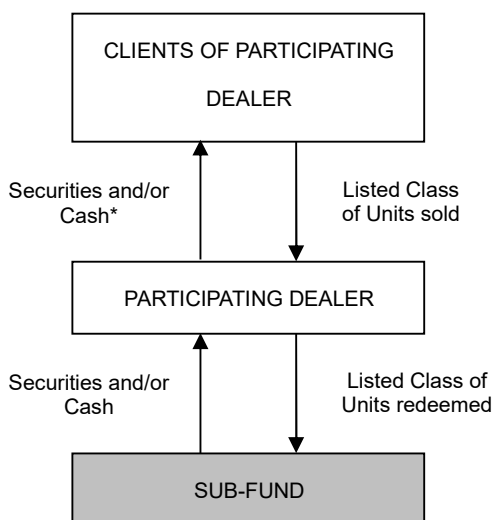 CLIENTS OF PARTICIPATING
DEALER
Securities and/or
Cash*
Listed Class
of Units sold
PARTICIPATING DEALER
Securities and/or
Cash
Listed Class of
Units redeemed
SUB-FUND